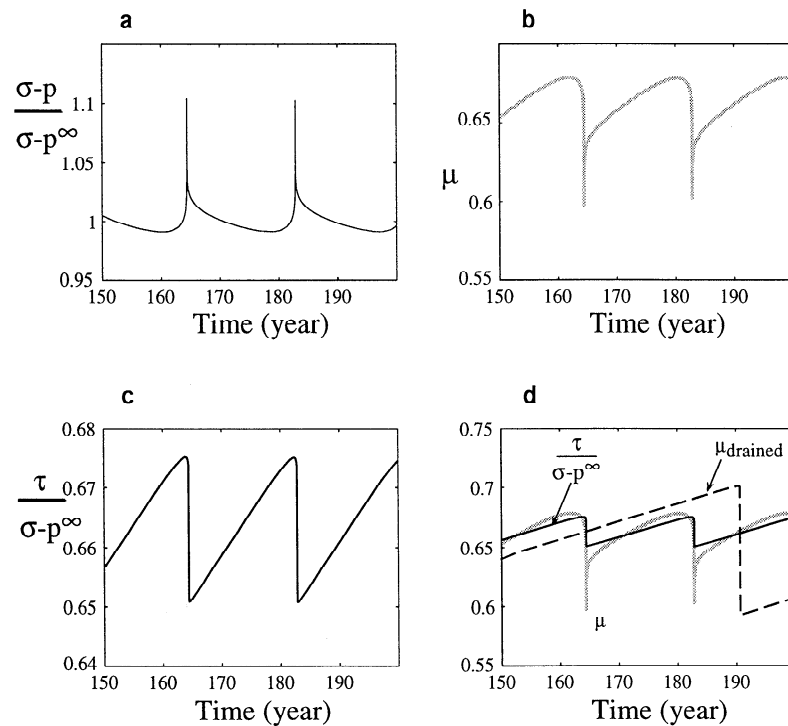 a
σ-p
σ-p∞
1.1
1.05
1
0.95
150 160 170 180 190
Time (year)
b
μ
0.65
0.6
0.55
150 160 170 180 190
Time (year)
c
τ
σ-p∞
0.68
0.67
0.66
0.65
0.64
150 160 170 180 190
Time (year)
d
0.75
0.7
0.65
0.6
0.55
τ
σ-p∞
μdrained
μ
150 160 170 180 190
Time (year)